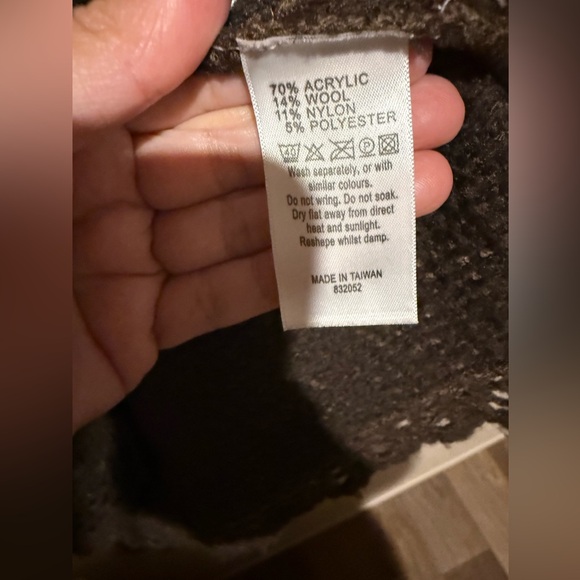 70% ACRYLIC
14% WOOL
11% NYLON
5% POLYESTER
40 P
Wash separately, or with
similar colours.
Do not wring. Do not soak.
Dry flat away from direct
heat and sunlight.
Reshape whilst damp.
MADE IN TAIWAN
832052